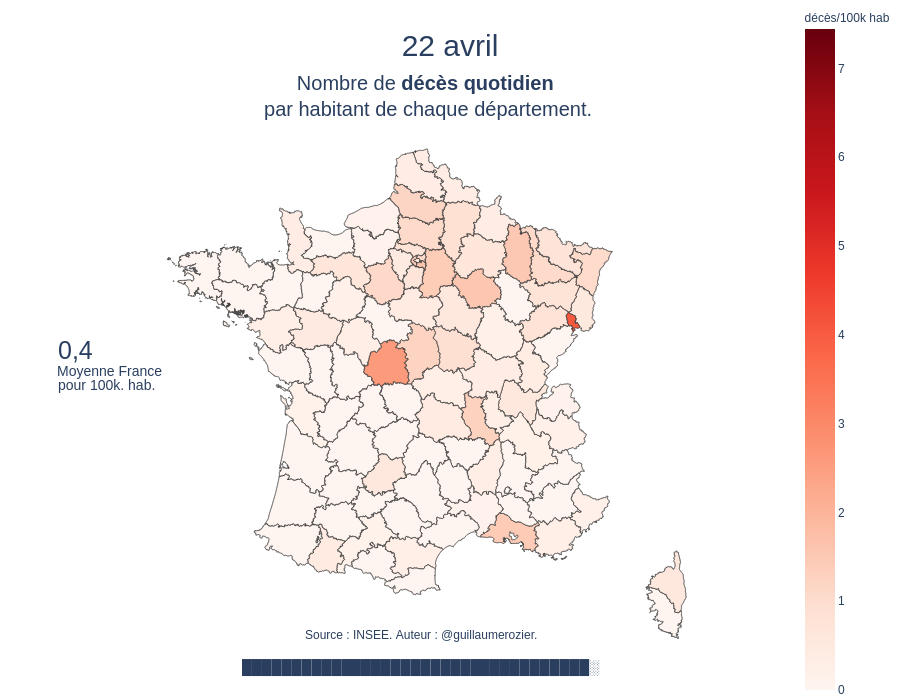 décès/100k hab
22 avril
Nombre de décès quotidien
par habitant de chaque département.
7
6
5
4
3
2
1
0
0,4
Moyenne France
pour 100k. hab.
Source : INSEE. Auteur : @guillaumerozier.